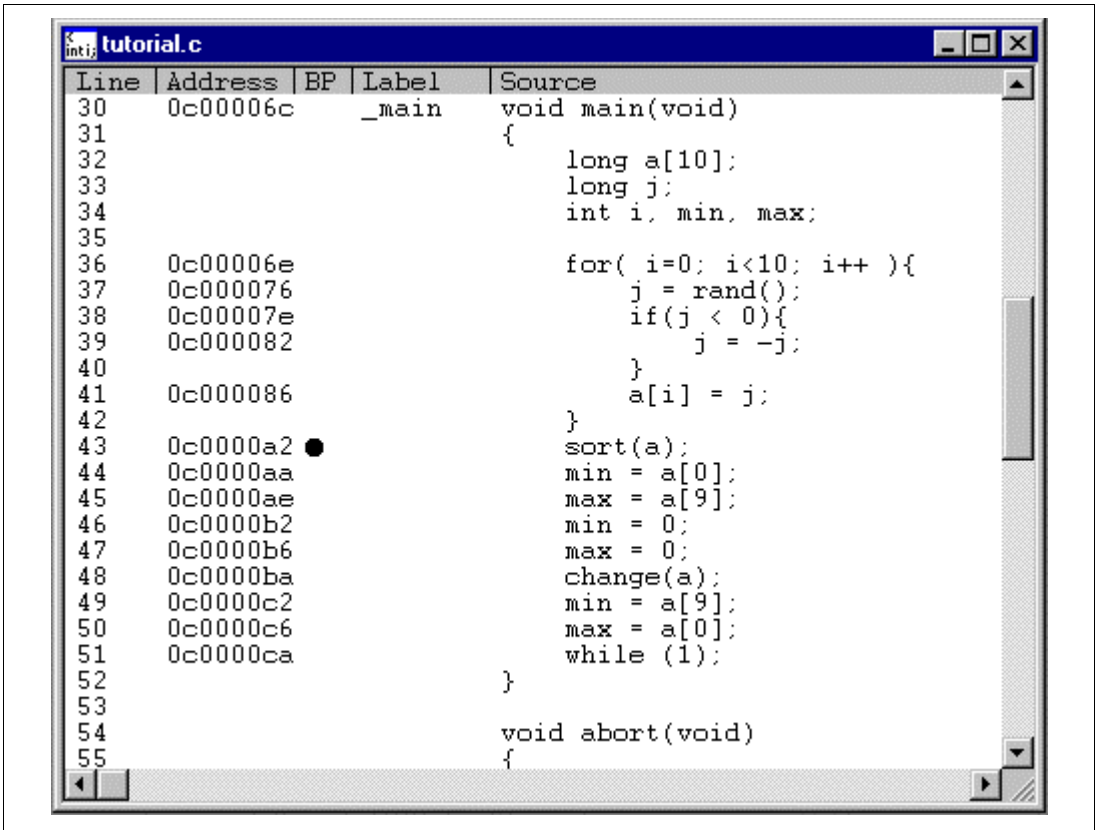 tutorial.c
Line Address BP Label Source
30 0c00006c _main void main(void)
31 {
32 long a[10];
33 long j;
34 int i, min, max;
35
36 0c00006e for( i=0; i<10; i++ ){
37 0c000076 j = rand();
38 0c00007e if(j < 0){
39 0c000082 j = -j;
40 }
41 0c000086 a[i] = j;
42 }
43 0c0000a2 ● sort(a);
44 0c0000aa min = a[0];
45 0c0000ae max = a[9];
46 0c0000b2 min = 0;
47 0c0000b6 max = 0;
48 0c0000ba change(a);
49 0c0000c2 min = a[9];
50 0c0000c6 max = a[0];
51 0c0000ca while (1);
52 }
53
54 void abort(void)
55 {